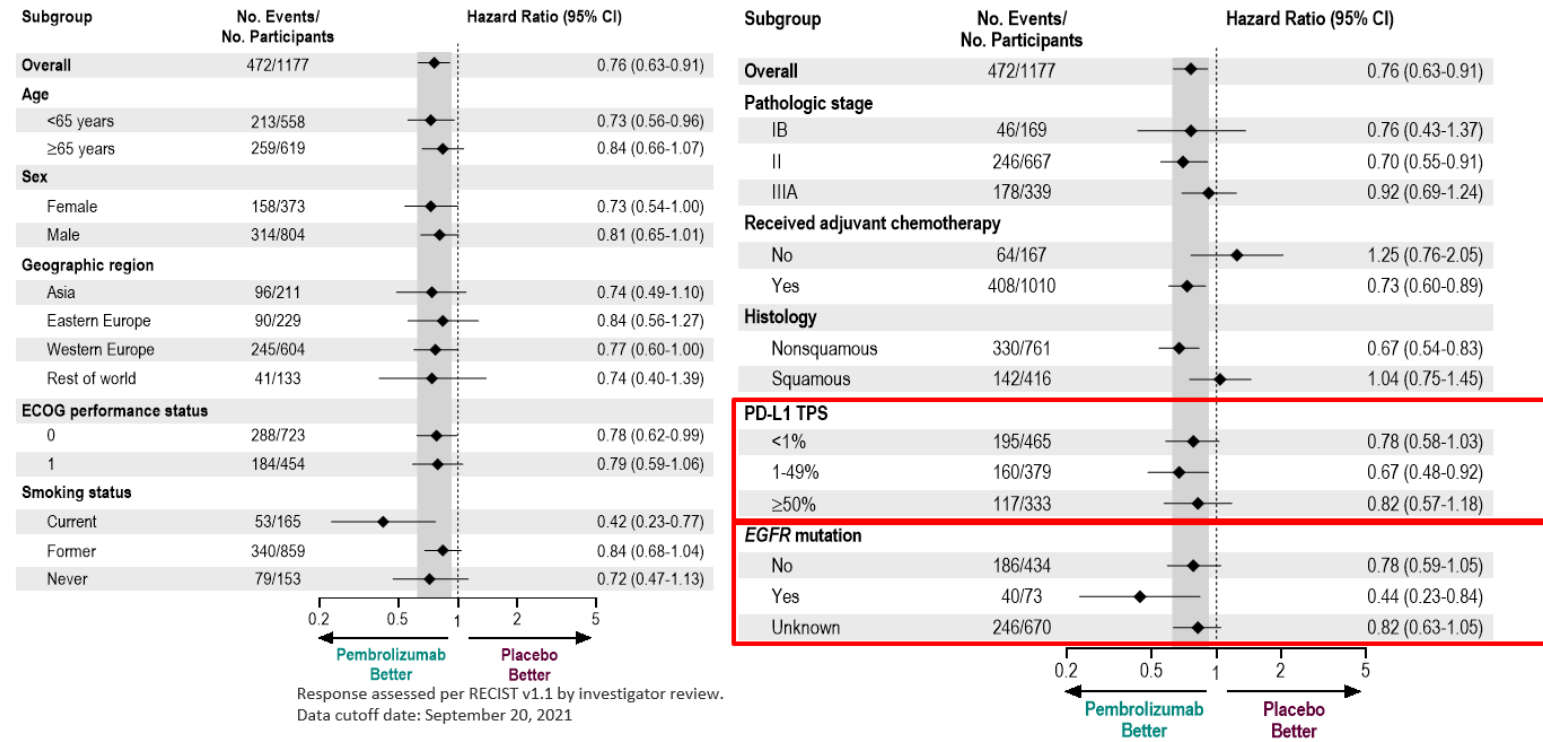 Subgroup No. Events/ Hazard Ratio (95% CI)
No. Participants
Overall 472/1177 0.76 (0.63-0.91)
Age
<65 years 213/558 0.73 (0.56-0.96)
≥65 years 259/619 0.84 (0.66-1.07)
Sex
Female 158/373 0.73 (0.54-1.00)
Male 314/804 0.81 (0.65-1.01)
Geographic region
Asia 96/211 0.74 (0.49-1.10)
Eastern Europe 90/229 0.84 (0.56-1.27)
Western Europe 245/604 0.77 (0.60-1.00)
Rest of world 41/133 0.74 (0.40-1.39)
ECOG performance status
0 288/723 0.78 (0.62-0.99)
1 184/454 0.79 (0.59-1.06)
Smoking status
Current 53/165 0.42 (0.23-0.77)
Former 340/859 0.84 (0.68-1.04)
Never 79/153 0.72 (0.47-1.13)
0.2 0.5 1 2 5
Pembrolizumab Placebo
Better Better
Response assessed per RECIST v1.1 by investigator review.
Data cutoff date: September 20, 2021
Subgroup No. Events/ Hazard Ratio (95% CI)
No. Participants
Overall 472/1177 0.76 (0.63-0.91)
Pathologic stage
IB 46/169 0.76 (0.43-1.37)
II 246/667 0.70 (0.55-0.91)
IIIA 178/339 0.92 (0.69-1.24)
Received adjuvant chemotherapy
No 64/167 1.25 (0.76-2.05)
Yes 408/1010 0.73 (0.60-0.89)
Histology
Nonsquamous 330/761 0.67 (0.54-0.83)
Squamous 142/416 1.04 (0.75-1.45)
PD-L1 TPS
<1% 195/465 0.78 (0.58-1.03)
1-49% 160/379 0.67 (0.48-0.92)
≥50% 117/333 0.82 (0.57-1.18)
EGFR mutation
No 186/434 0.78 (0.59-1.05)
Yes 40/73 0.44 (0.23-0.84)
Unknown 246/670 0.82 (0.63-1.05)
0.2 0.5 1 2 5
Pembrolizumab Placebo
Better Better